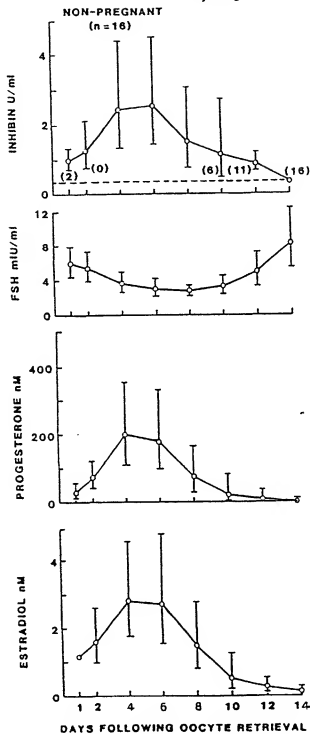 NON-PREGNANT
(n=16)
INHIBIN U/ml
4
2
0
(2)
(0)
(6)
(11)
(16)
FSH mIU/ml
12
8
4
0
PROGESTERONE nM
400
200
0
ESTRADIOL nM
4
2
0
1 2 4 6 8 10 12 14
DAYS FOLLOWING OOCYTE RETRIEVAL